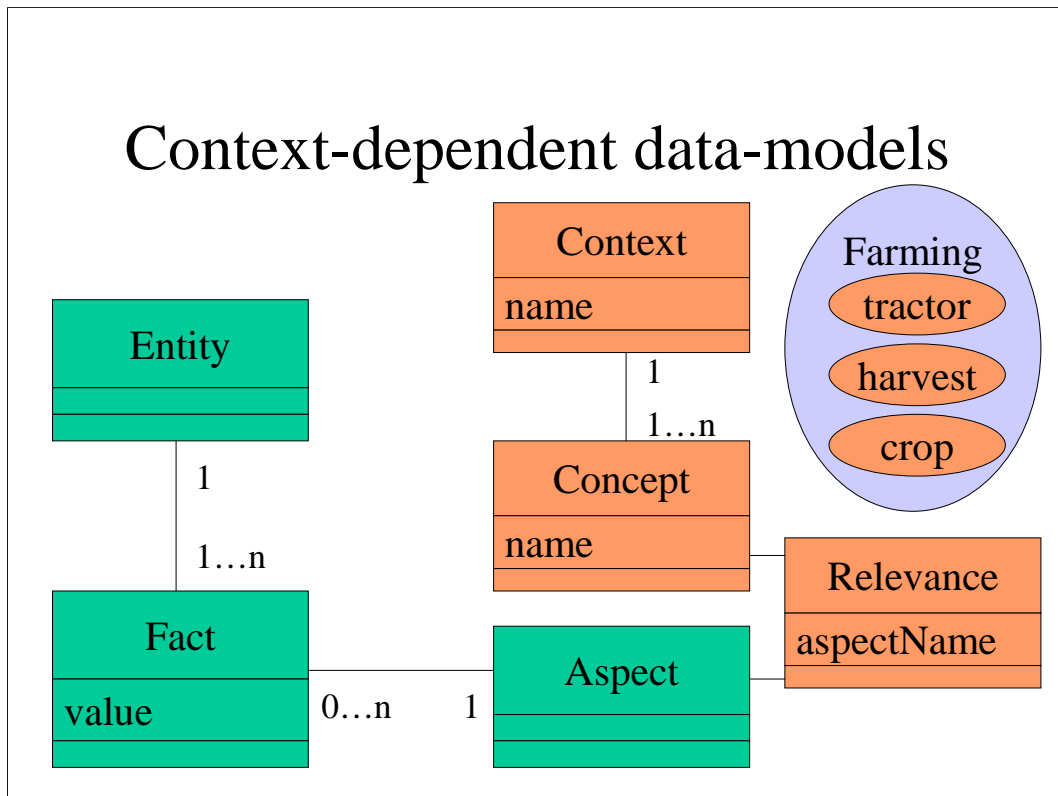 Context-dependent data-models
Context
name
Farming
tractor
harvest
crop
Entity
1
1…n
1
1…n
Concept
name
Relevance
aspectName
Fact
value
0…n
1
Aspect